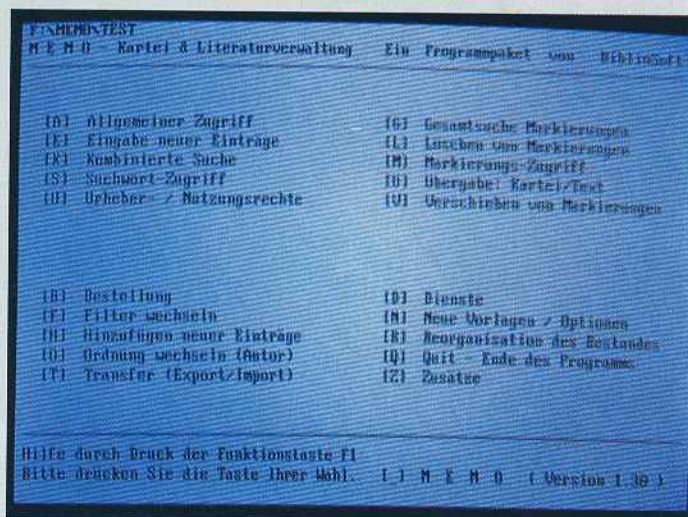 F:\MEMO\TEST
M E M O - Kartei & Literaturverwaltung Ein Programmpaket von BiblioSoft
[A] Allgemeiner Zugriff
[E] Eingabe neuer Einträge
[K] Kombinierte Suche
[S] Suchwort-Zugriff
[U] Urheber- / Nutzungsrechte
[G] Gesamtsuche Markierungen
[L] Löschen von Markierungen
[M] Markierungs-Zugriff
[Ü] Übergabe: Kartei/Text
[V] Verschieben von Markierungen
[B] Bestellung
[F] Filter wechseln
[H] Hinzufügen neuer Einträge
[O] Ordnung wechseln (Autor)
[T] Transfer (Export/Import)
[D] Dienste
[N] Neue Vorlagen / Optionen
[R] Reorganisation des Bestandes
[Q] Quit - Ende des Programms
[Z] Zusätze
Hilfe durch Druck der Funktionstaste F1
Bitte drücken Sie die Taste Ihrer Wahl. [ ] M E M O ( Version 1.30 )